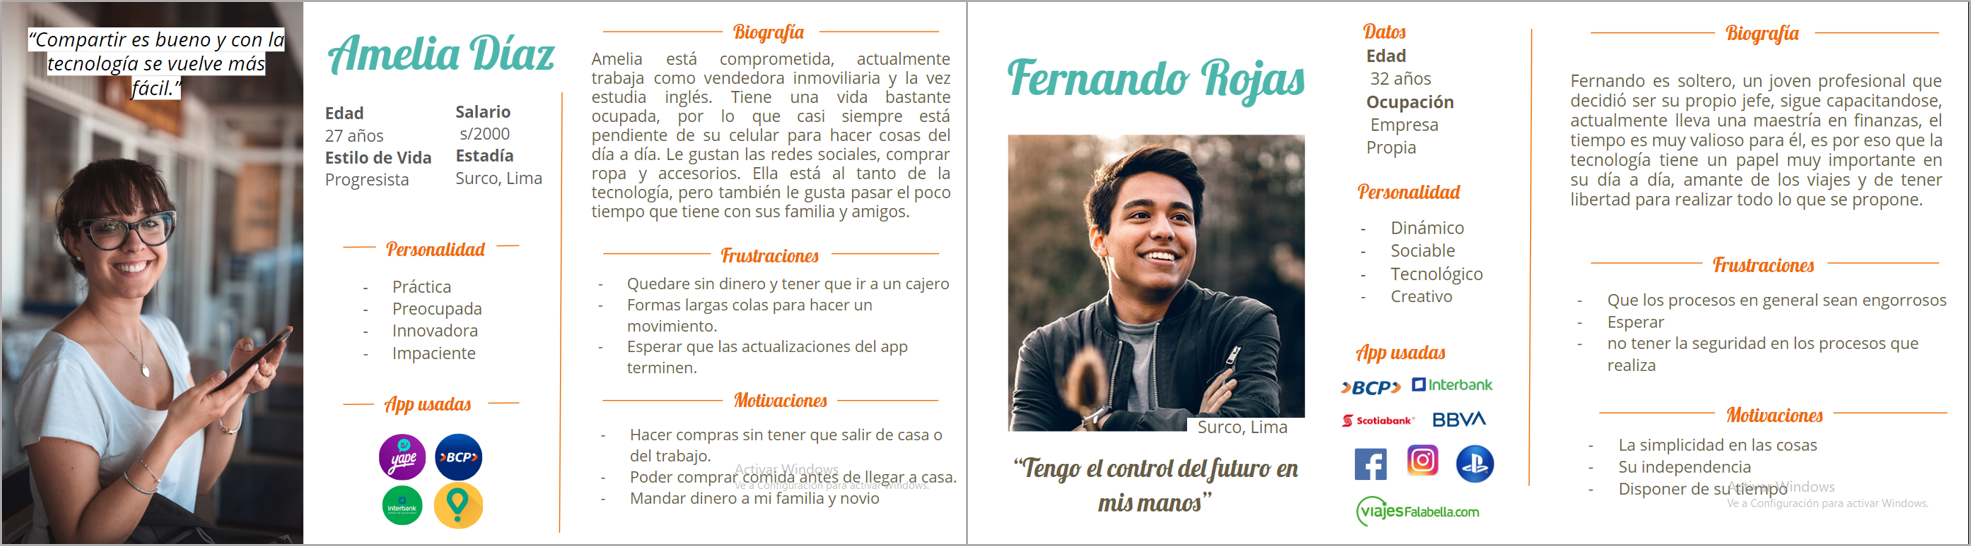 “Compartir es bueno y con la
tecnología se vuelve más
fácil.”
Amelia Díaz
Edad
27 años
Estilo de Vida
Progresista
Salario
s/2000
Estadía
Surco, Lima
Personalidad
- Práctica
- Preocupada
- Innovadora
- Impaciente
App usadas
S/
yape
BCP
Interbank
Biografía
Amelia está comprometida, actualmente
trabaja como vendedora inmoviliaria y la vez
estudia inglés. Tiene una vida bastante
ocupada, por lo que casi siempre está
pendiente de su celular para hacer cosas del
día a día. Le gustan las redes sociales, comprar
ropa y accesorios. Ella está al tanto de la
tecnología, pero también le gusta pasar el poco
tiempo que tiene con sus familia y amigos.
Frustraciones
- Quedare sin dinero y tener que ir a un cajero
- Formas largas colas para hacer un
movimiento.
- Esperar que las actualizaciones del app
terminen.
Motivaciones
- Hacer compras sin tener que salir de casa o
del trabajo.
- Poder comprar comida antes de llegar a casa.
- Mandar dinero a mi familia y novio
Activar Windows
Ve a Configuración para activar Windows.
Fernando Rojas
Surco, Lima
“Tengo el control del futuro en
mis manos”
Datos
Edad
32 años
Ocupación
Empresa
Propia
Personalidad
- Dinámico
- Sociable
- Tecnológico
- Creativo
App usadas
BCP
Interbank
Scotiabank
BBVA
viajesFalabella.com
Biografía
Fernando es soltero, un joven profesional que
decidió ser su propio jefe, sigue capacitandose,
actualmente lleva una maestría en finanzas, el
tiempo es muy valioso para él, es por eso que la
tecnología tiene un papel muy importante en
su día a día, amante de los viajes y de tener
libertad para realizar todo lo que se propone.
Frustraciones
- Que los procesos en general sean engorrosos
- Esperar
- no tener la seguridad en los procesos que
realiza
Motivaciones
- La simplicidad en las cosas
- Su independencia
- Disponer de su tiempo
Activar Windows
Ve a Configuración para activar Windows.